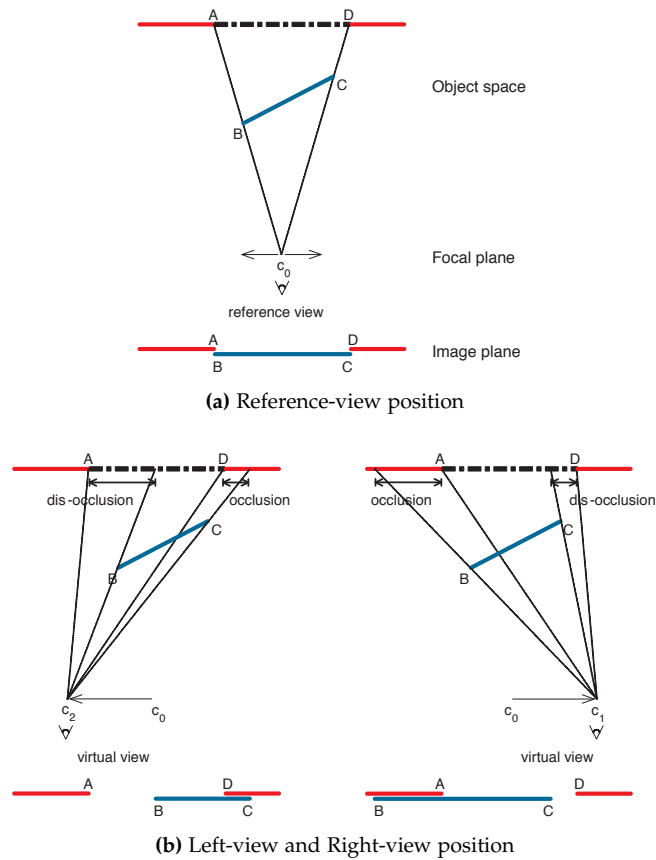 A D
C
B
Object space
c0
Focal plane
reference view
A D
B C
Image plane
(a) Reference-view position
A D
dis-occlusion occlusion
C
B
c2 c0
virtual view
A D
B C
A D
occlusion dis-occlusion
C
B
c0 c1
virtual view
A D
B C
(b) Left-view and Right-view position